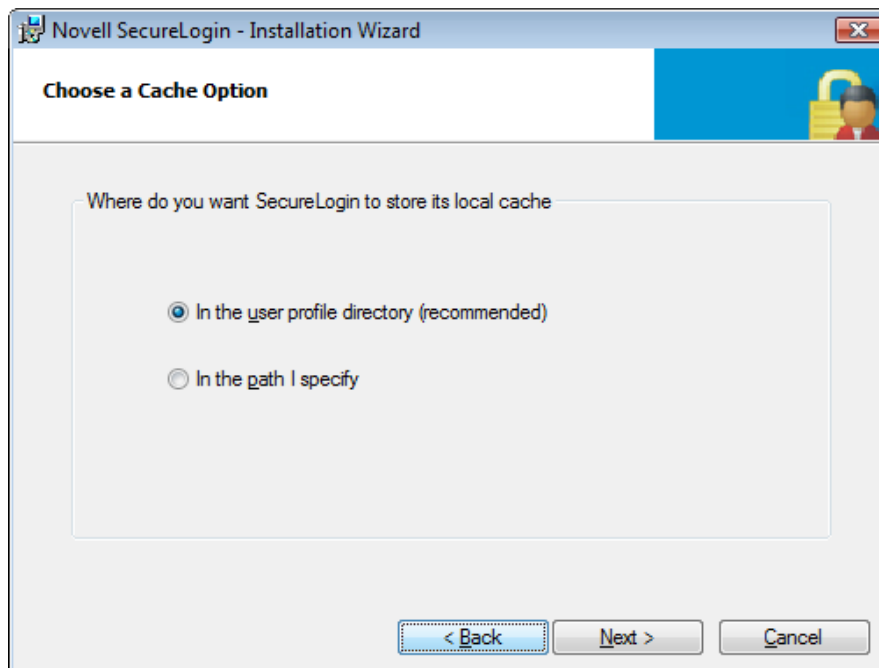 Novell SecureLogin - Installation Wizard
Choose a Cache Option
Where do you want SecureLogin to store its local cache
In the user profile directory (recommended)
In the path I specify
< Back Next > Cancel